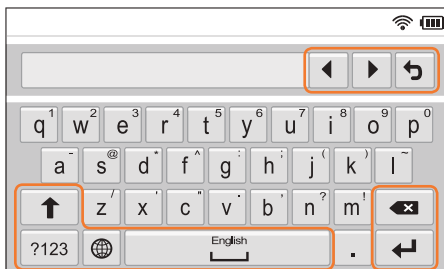 q 1 w 2 e 3 r 4 t 5 y 6 u 7 i 8 o 9 p 0
a - s @ d * f ^ g : h ; j ( k ) l ~
z / x ' c " v - b ' n ? m !
?123 English .